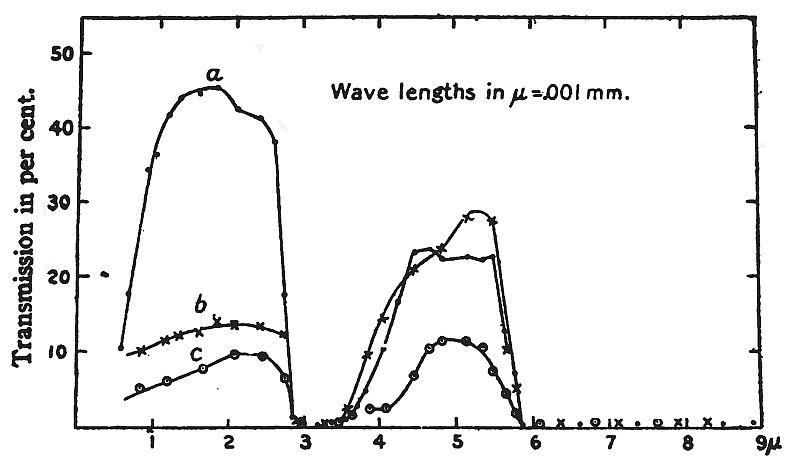 50
a
Wave lengths in μ=.001 mm.
40
Transmission in per cent.
30
20
b
c
10
1 2 3 4 5 6 7 8 9μ